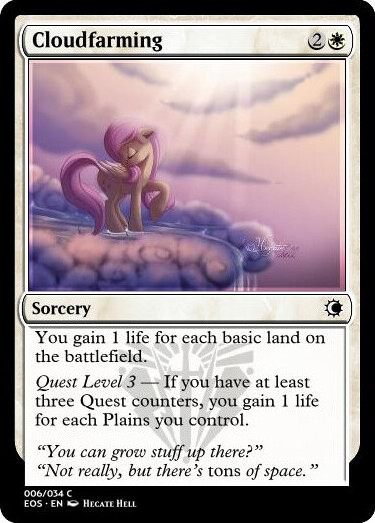 Cloudfarming 2
Sorcery
You gain 1 life for each basic land on
the battlefield.
Quest Level 3 — If you have at least
three Quest counters, you gain 1 life
for each Plains you control.
"You can grow stuff up there?"
"Not really, but there's tons of space."
006/034 C
EOS • EN Hecate Hell